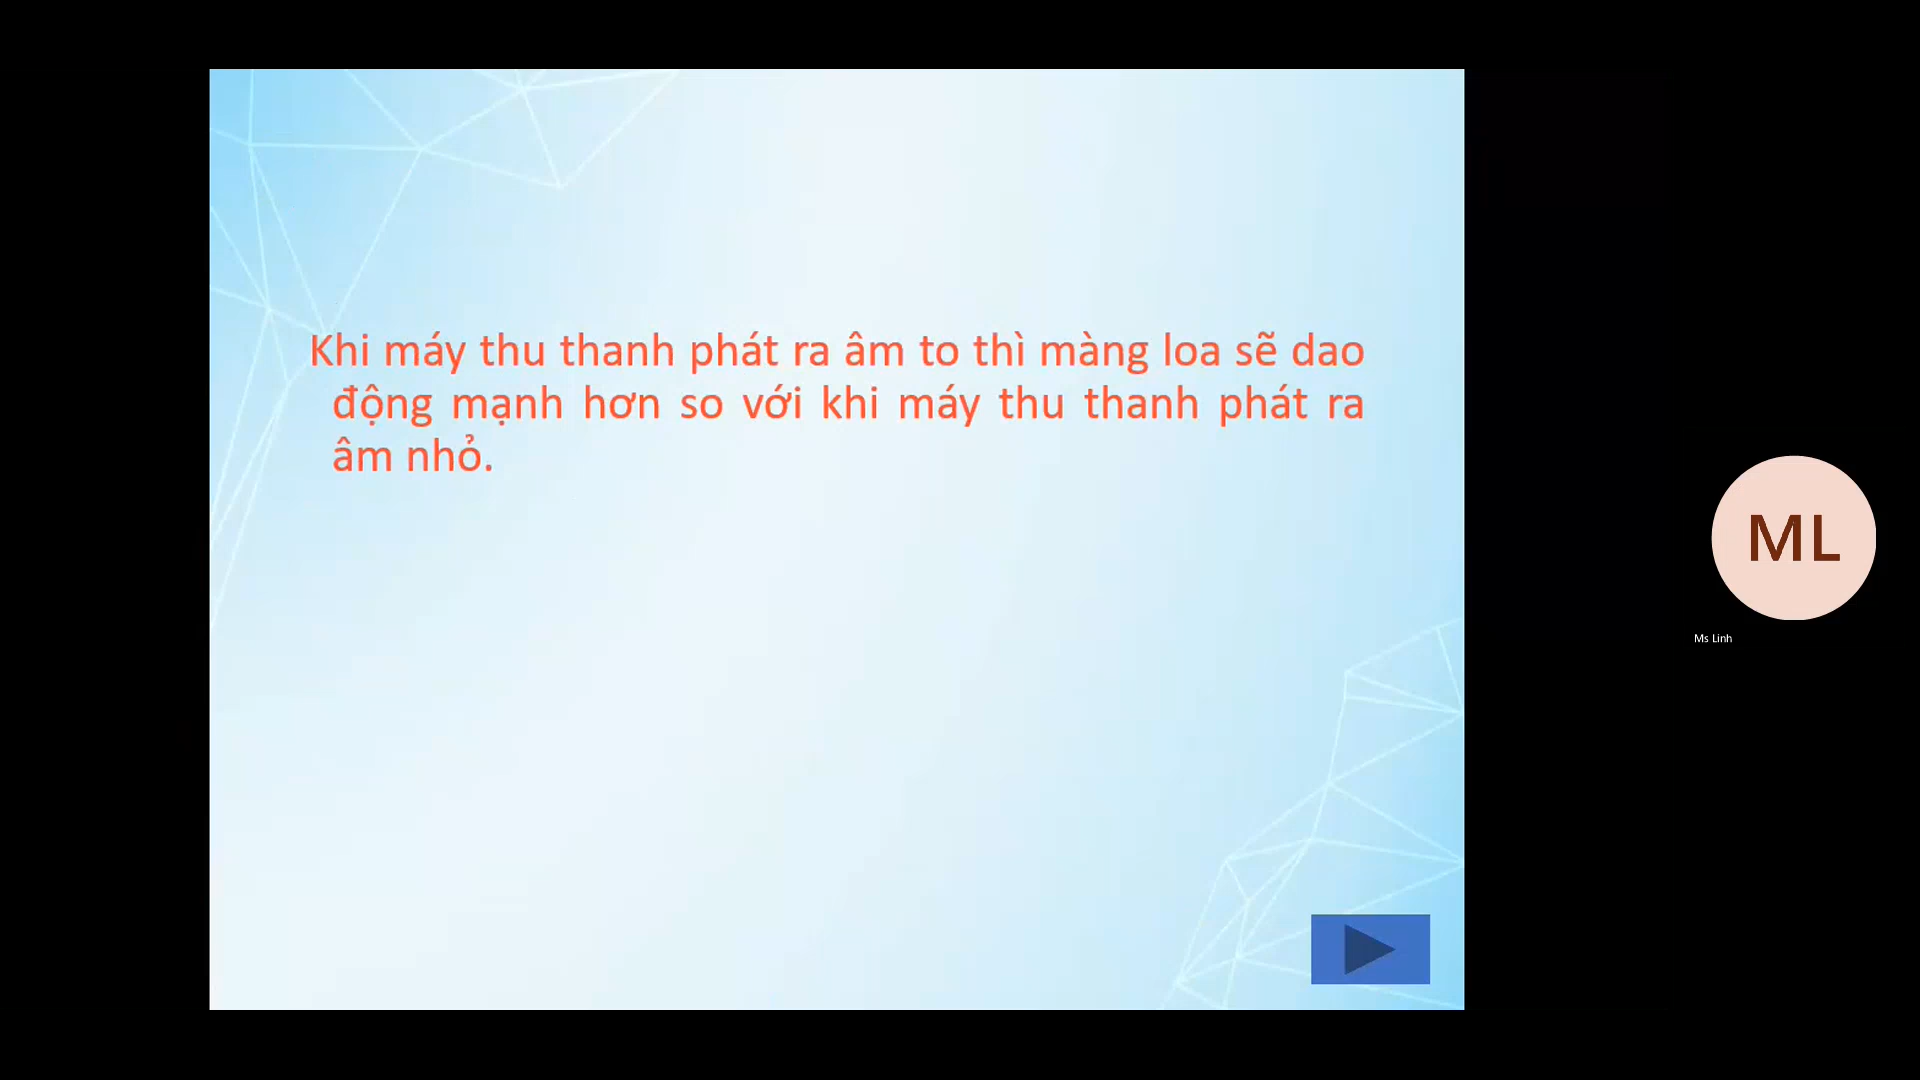 Khi máy thu thanh phát ra âm to thì màng loa sẽ dao
động mạnh hơn so với khi máy thu thanh phát ra
âm nhỏ.
ML
Ms Linh